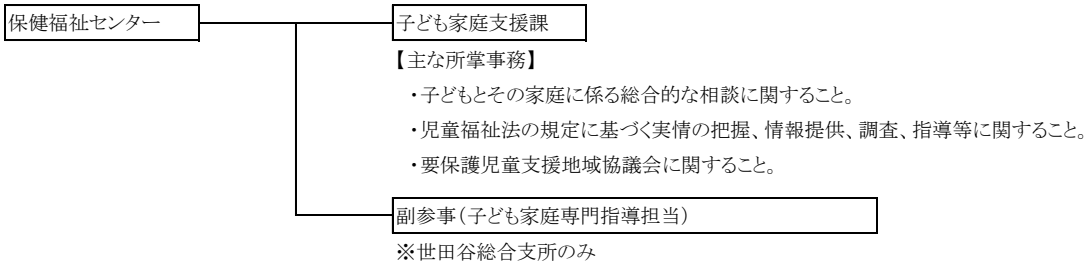 保健福祉センター
子ども家庭支援課
【主な所掌事務】
・子どもとその家庭に係る総合的な相談に関すること。
・児童福祉法の規定に基づく実情の把握、情報提供、調査、指導等に関すること。
・要保護児童支援地域協議会に関すること。
副参事（子ども家庭専門指導担当）
※世田谷総合支所のみ